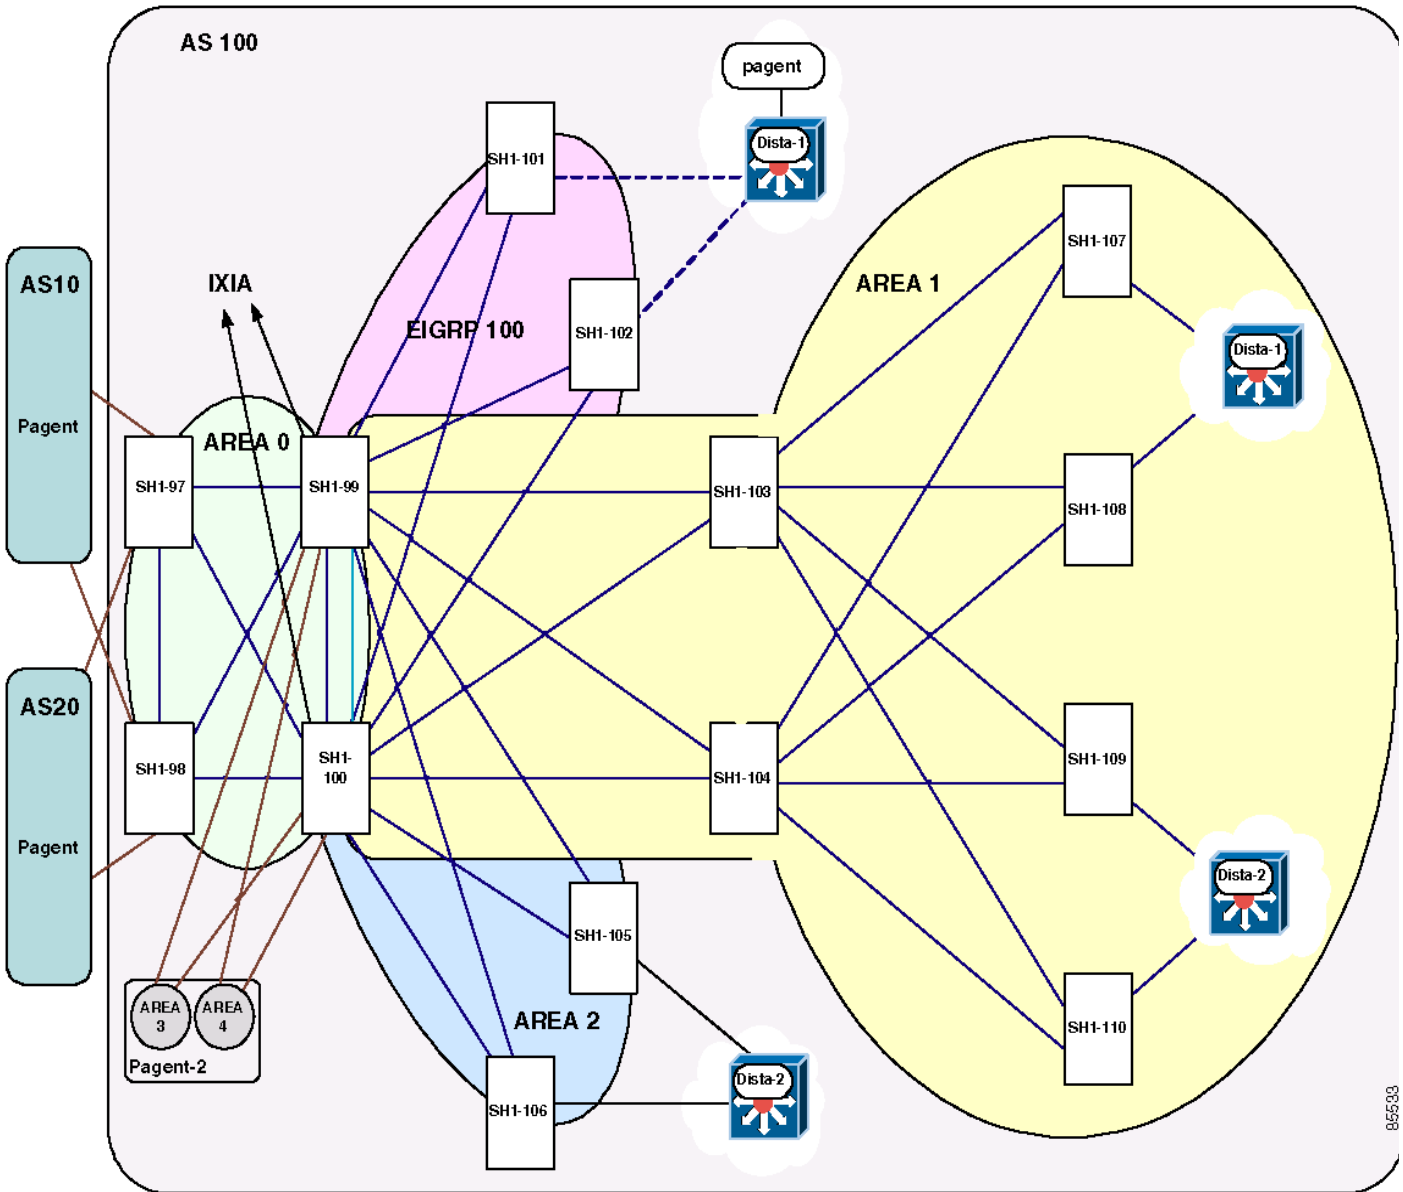 AS 100
pagent
Dista-1
SH1-101
SH1-107
AS10
IXIA
AREA 1
EIGRP 100
SH1-102
Dista-1
Pagent
AREA 0
SH1-97
SH1-99
SH1-103
SH1-108
AS20
SH1-98
SH1-
100
SH1-104
SH1-109
Pagent
Dista-2
SH1-105
AREA
3
AREA
4
AREA 2
SH1-110
Pagent-2
Dista-2
SH1-106
85533